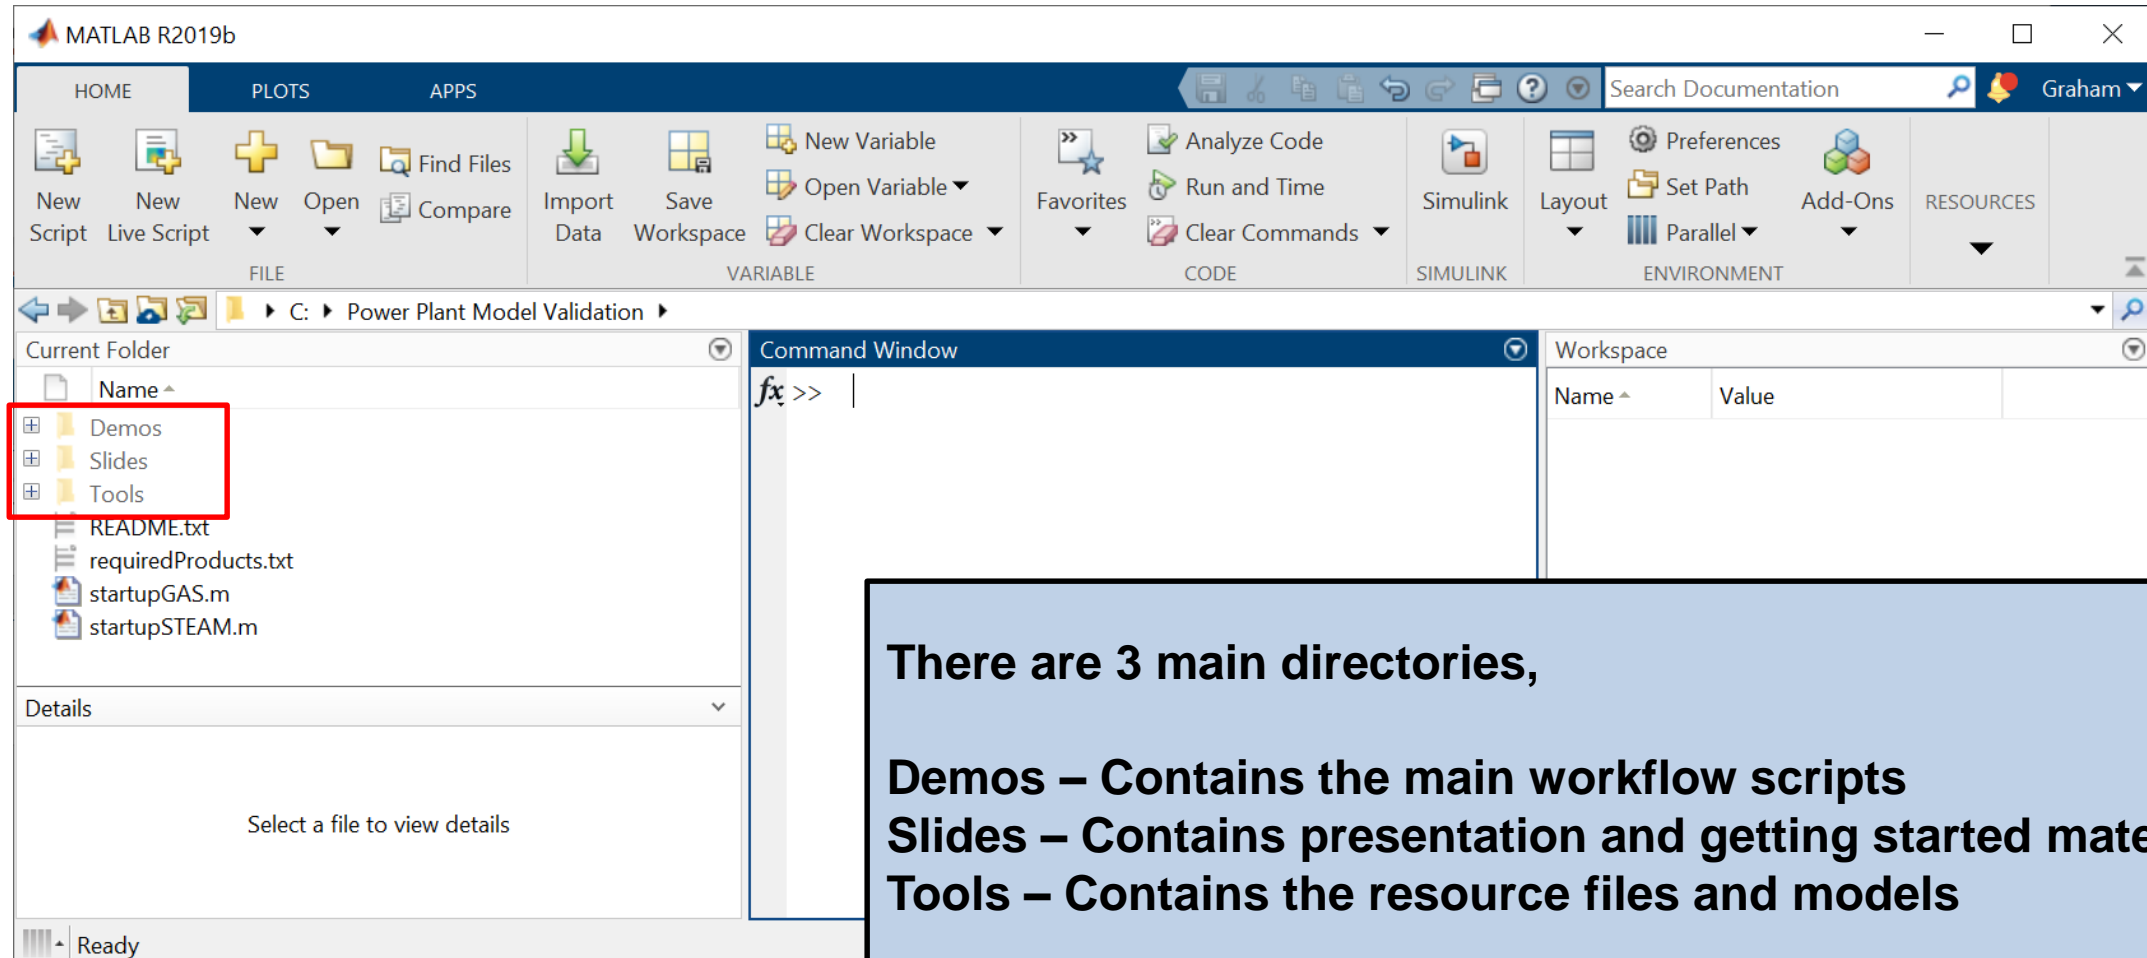 MATLAB R2019b
HOME PLOTS APPS
Search Documentation
Graham
New Script
New Live Script
New
Open
Find Files
Compare
FILE
Import Data
Save Workspace
New Variable
Open Variable
Clear Workspace
VARIABLE
Favorites
Analyze Code
Run and Time
Clear Commands
CODE
Simulink
SIMULINK
Layout
Preferences
Set Path
Parallel
Add-Ons
ENVIRONMENT
RESOURCES
C: Power Plant Model Validation
Current Folder
Name
Demos
Slides
Tools
README.txt
requiredProducts.txt
startupGAS.m
startupSTEAM.m
Details
Select a file to view details
Command Window
fx >>
Workspace
Name Value
There are 3 main directories,
Demos – Contains the main workflow scripts
Slides – Contains presentation and getting started
Tools – Contains the resource files and models
Ready